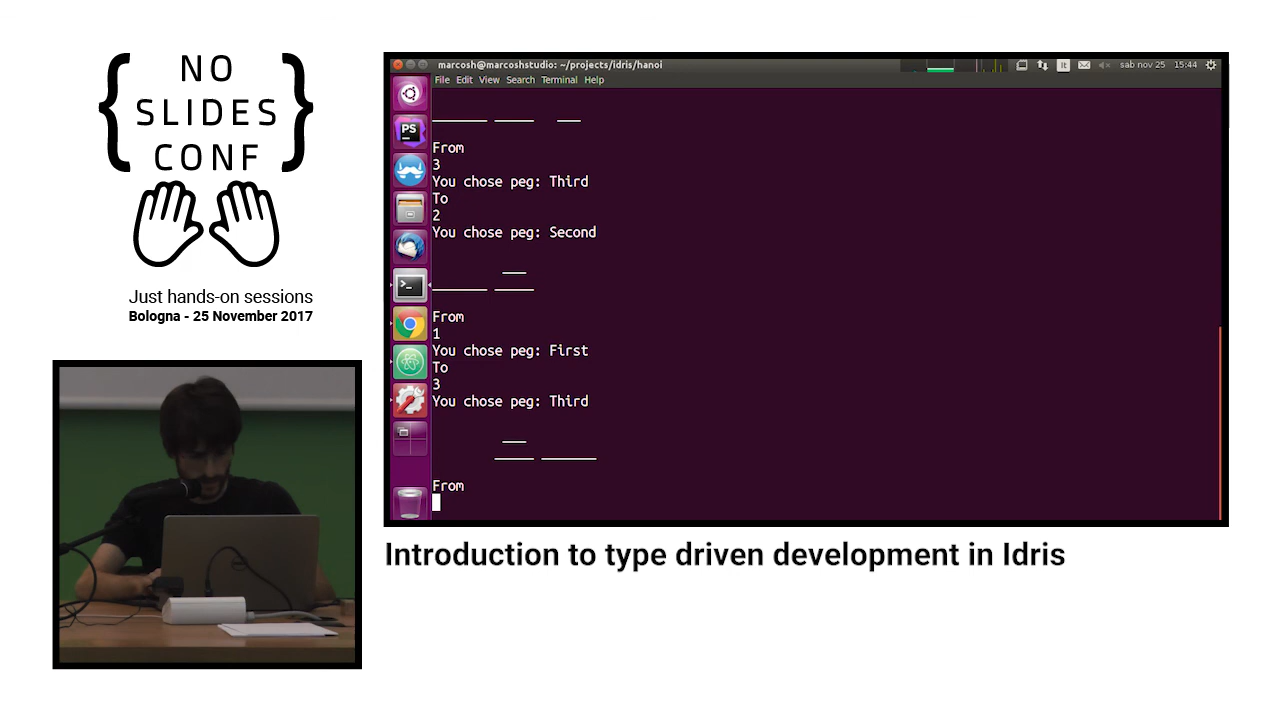 NO
SLIDES
CONF
Just hands-on sessions
Bologna - 25 November 2017
marcosh@marcoshstudio: ~/projects/idris/hanoi
It
sab nov 25 15:44
File Edit View Search Terminal Help
PS
From
3
You chose peg: Third
To
2
You chose peg: Second
From
1
You chose peg: First
To
3
You chose peg: Third
From
Introduction to type driven development in Idris